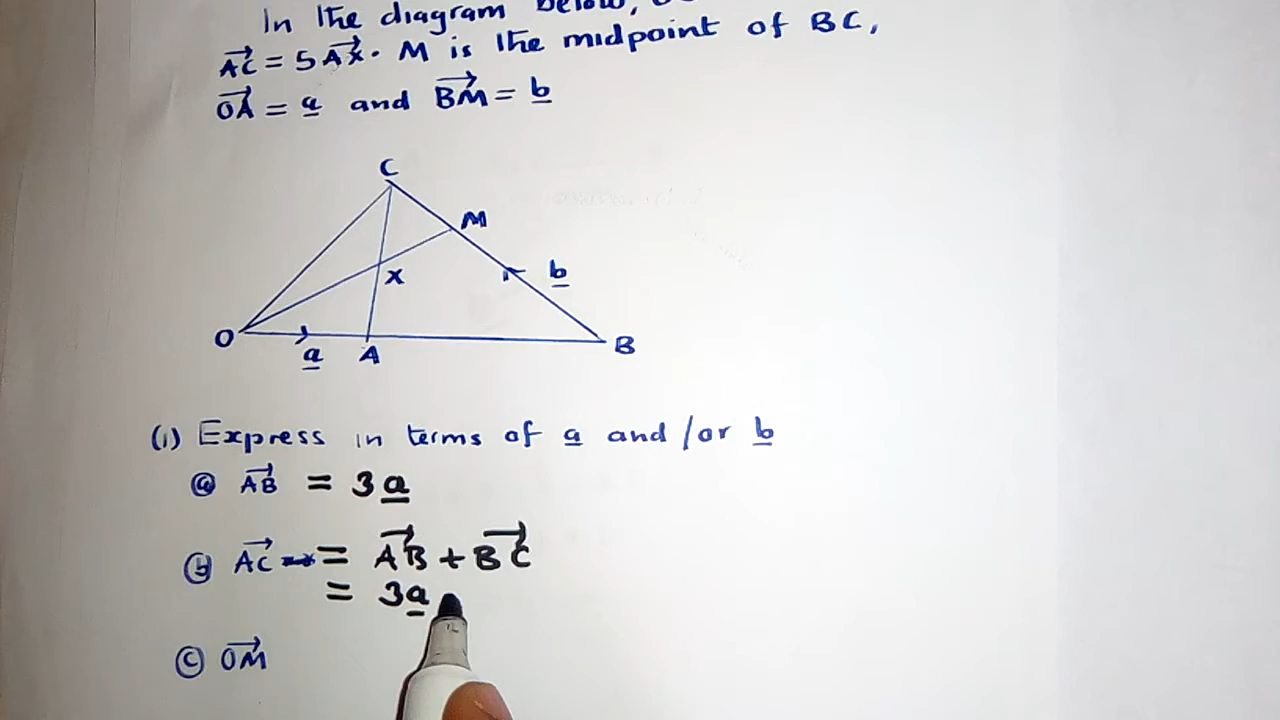 In the diagram below,
AC = 5AX. M is the midpoint of BC,
OA = a and BM = b
C
M
X
b
O
a
A
B
(i) Express in terms of a and/or b
(a) AB = 3a
(b) AC = AB + BC
= 3a
(c) OM